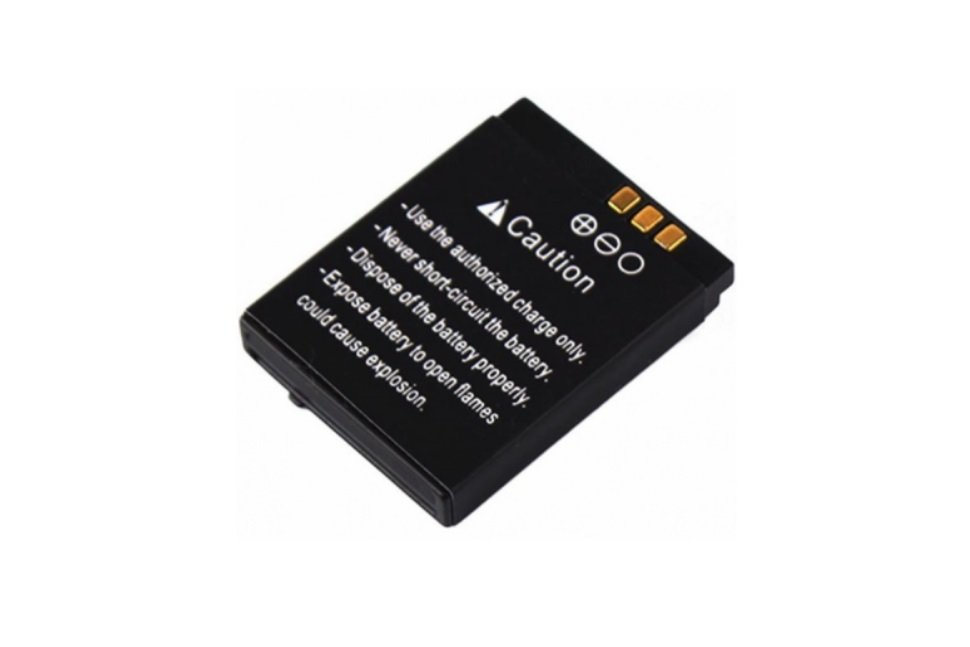 Caution
-Use the authorized charge only.
-Never short-circuit the battery.
-Dispose of the battery properly.
-Expose battery to open flames
could cause explosion.